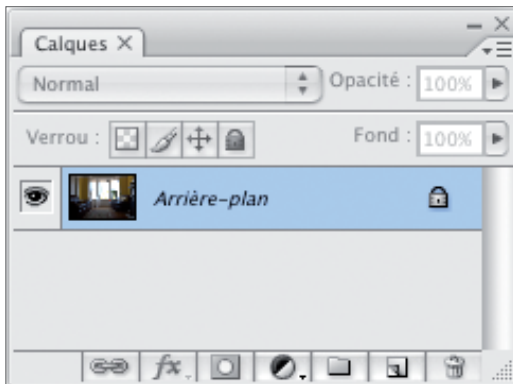 Calques
Normal Opacité : 100%
Verrou : Fond : 100%
Arrière-plan
fx